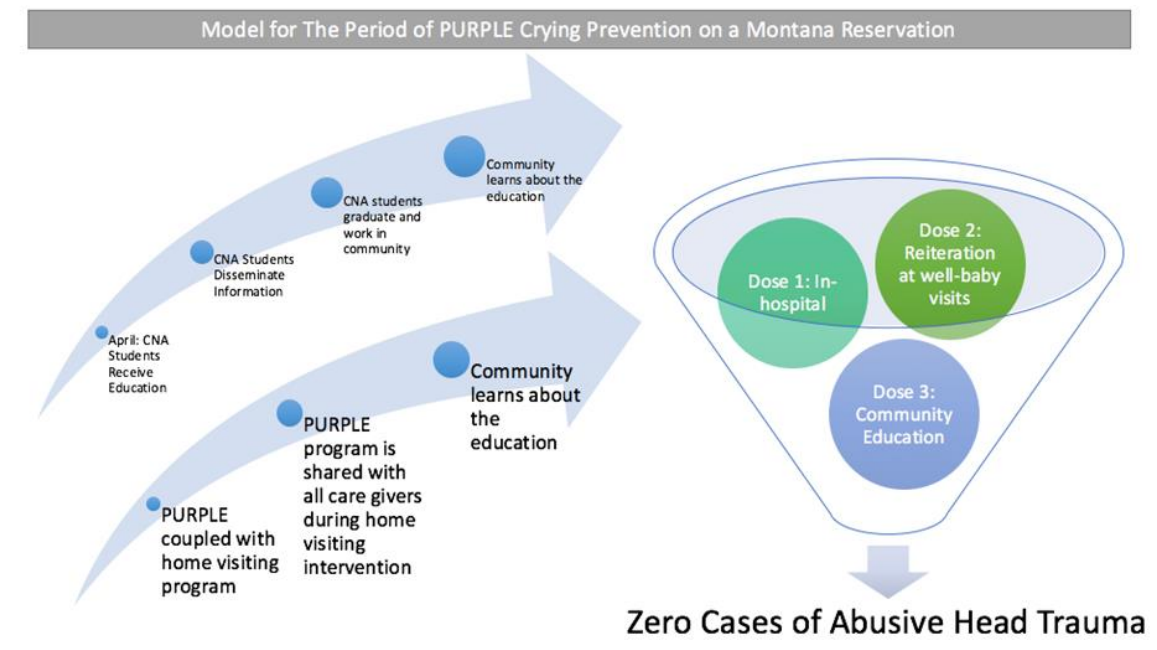 Model for The Period of PURPLE Crying Prevention on a Montana Reservation
April: CNA
Students
Receive
Education
CNA Students
Disseminate
Information
CNA students
graduate and
work in
community
Community
learns about the
education
PURPLE
coupled with
home visiting
program
PURPLE
program is
shared with
all care givers
during home
visiting
intervention
Community
learns about
the
education
Dose 1: In-
hospital
Dose 2:
Reiteration
at well-baby
visits
Dose 3:
Community
Education
Zero Cases of Abusive Head Trauma